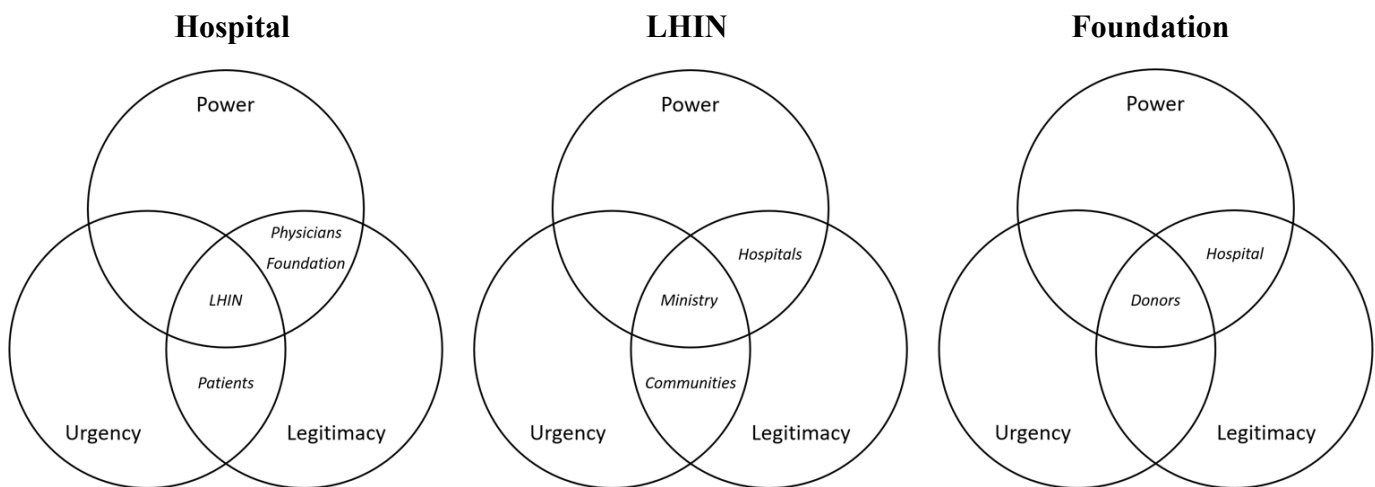 Hospital
Power
Physicians
Foundation
LHIN
Patients
Urgency
Legitimacy
LHIN
Power
Hospitals
Ministry
Communities
Urgency
Legitimacy
Foundation
Power
Hospital
Donors
Urgency
Legitimacy